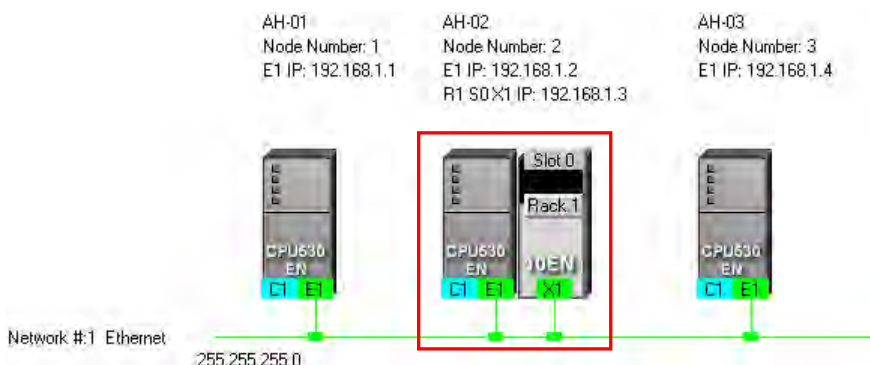 AH-01
Node Number: 1
E1 IP: 192.168.1.1
AH-02
Node Number: 2
E1 IP: 192.168.1.2
R1 S0 X1 IP: 192.168.1.3
AH-03
Node Number: 3
E1 IP: 192.168.1.4
CPU530
EN
C1 E1
CPU530
EN
C1 E1
Slot 0
Rack 1
10EN
X1
CPU530
EN
C1 E1
Network #:1 Ethernet
255.255.255.0